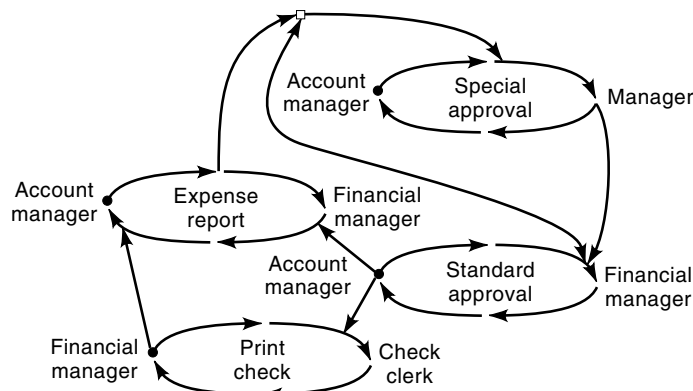 Account
manager
Special
approval
Manager
Account
manager
Expense
report
Financial
manager
Account
manager
Standard
approval
Financial
manager
Financial
manager
Print
check
Check
clerk